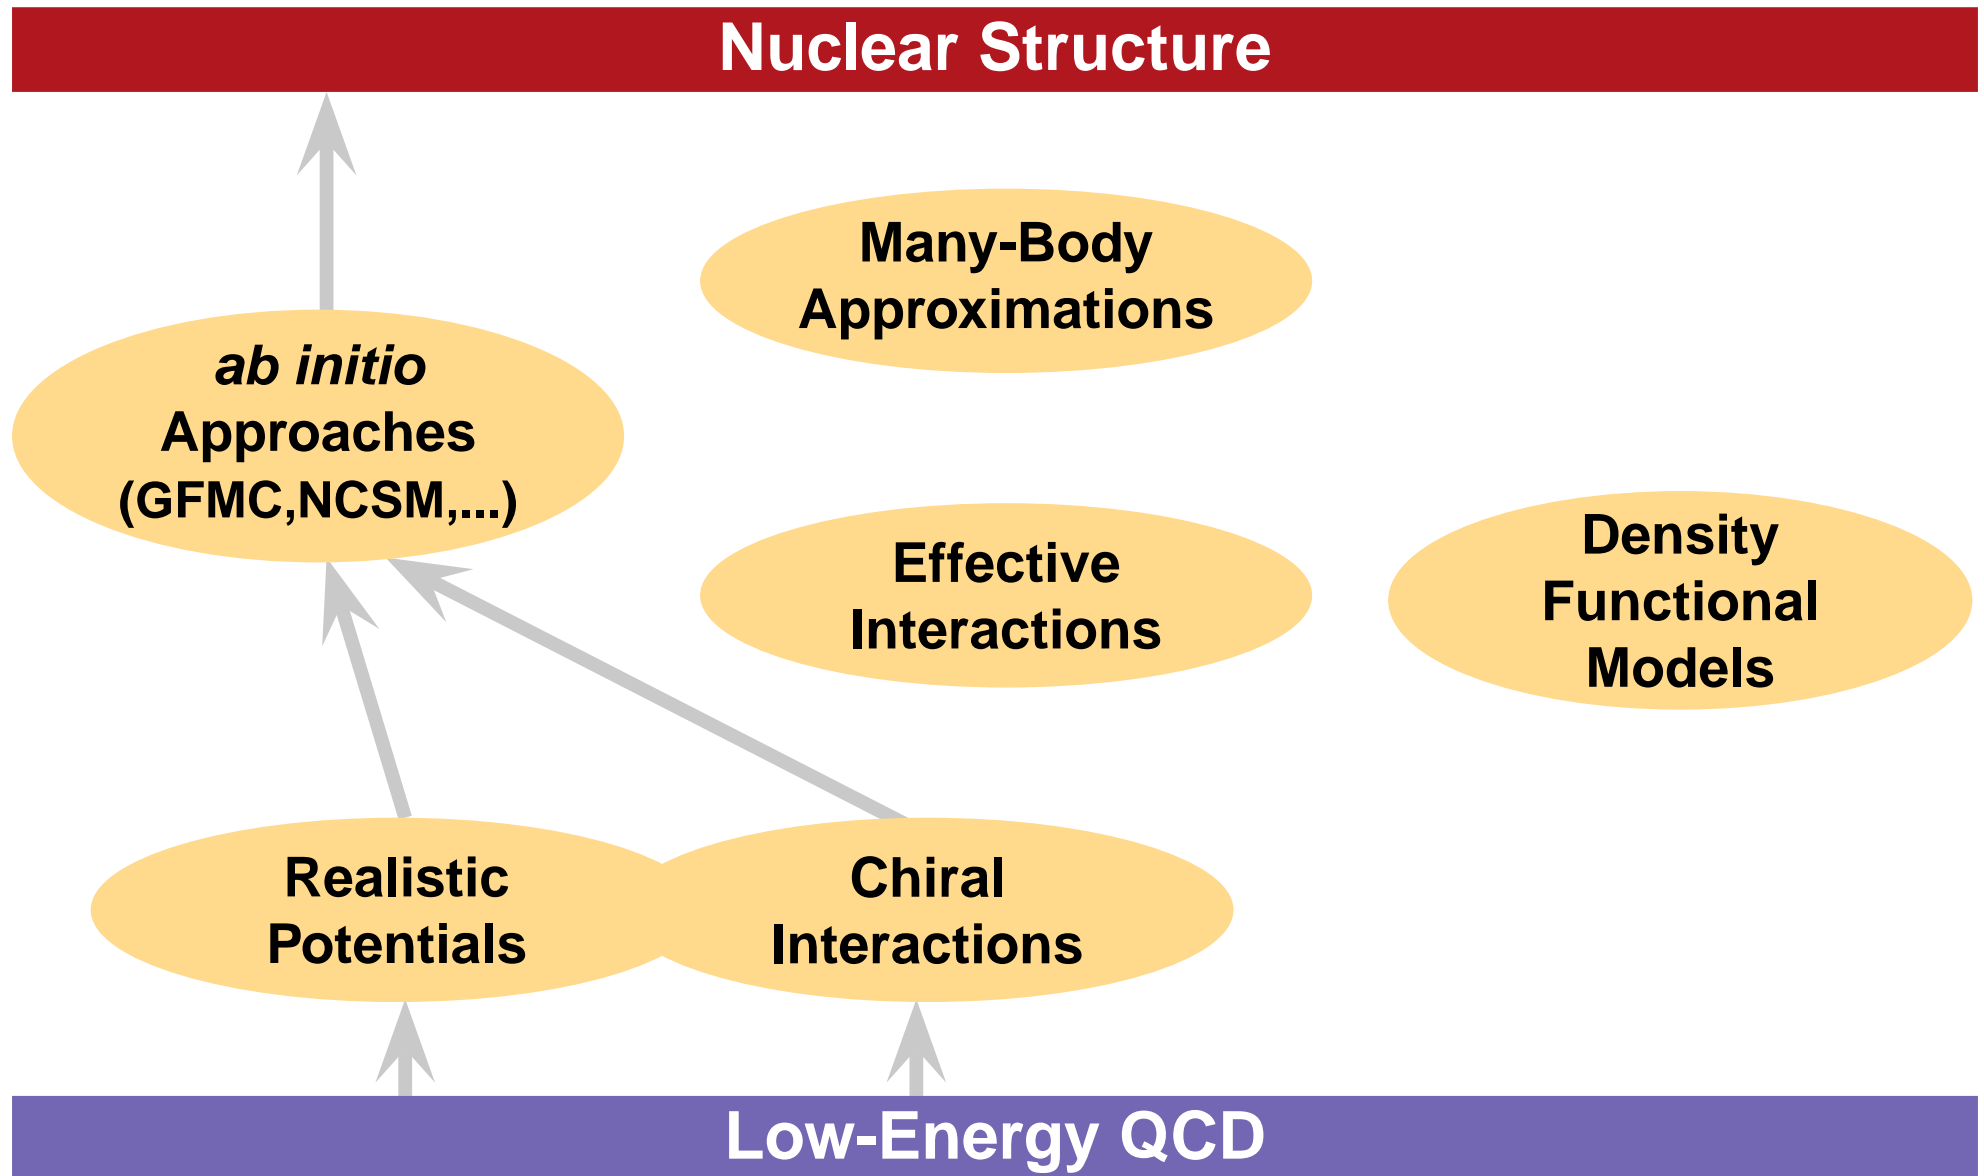 Nuclear Structure
Many-Body
Approximations
ab initio
Approaches
(GFMC,NCSM,...)
Effective
Interactions
Density
Functional
Models
Realistic
Potentials
Chiral
Interactions
Low-Energy QCD